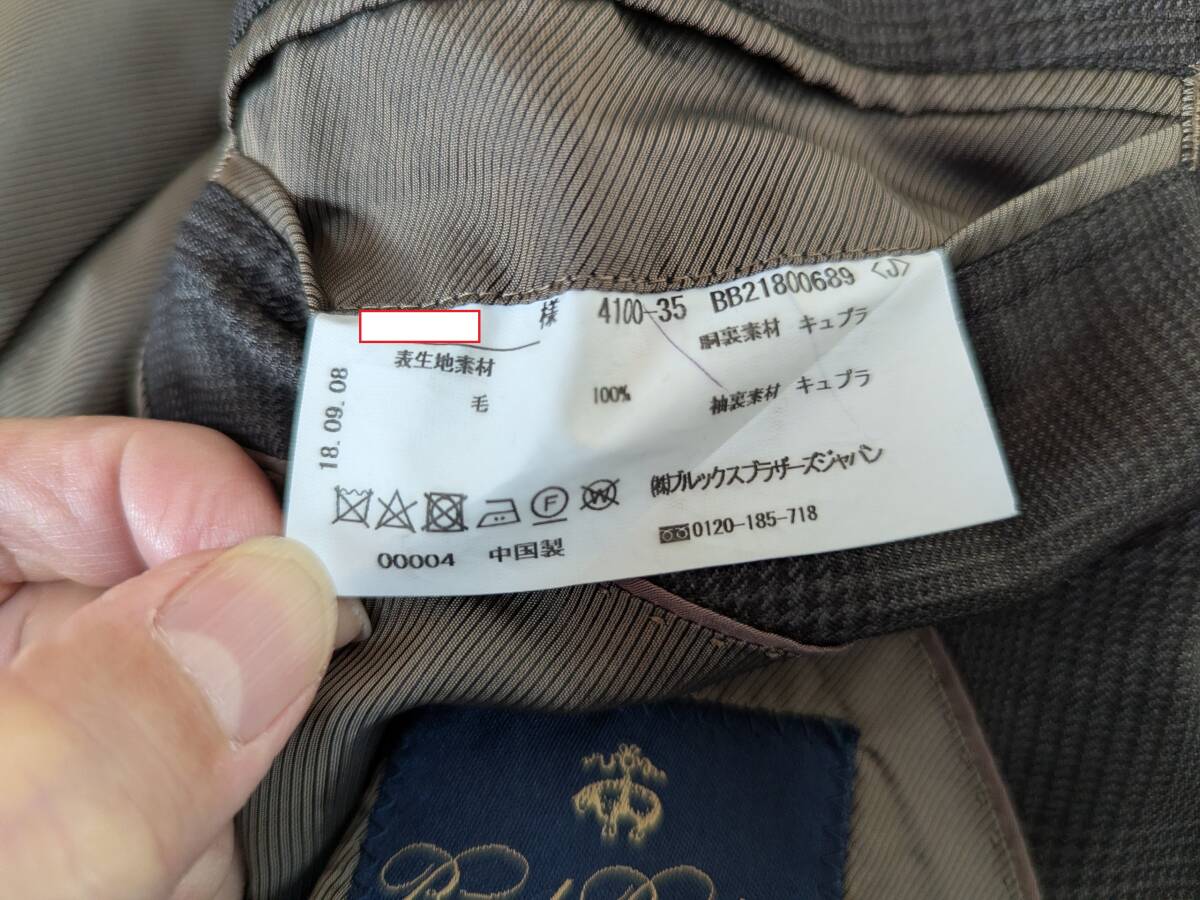 様 4100-35 BB21800689 <J>
表生地素材 胴裏素材 キュプラ
毛 100% 袖裏素材 キュプラ
18.09.08
㈱ブルックスブラザーズジャパン
F W
0120-185-718
00004 中国製